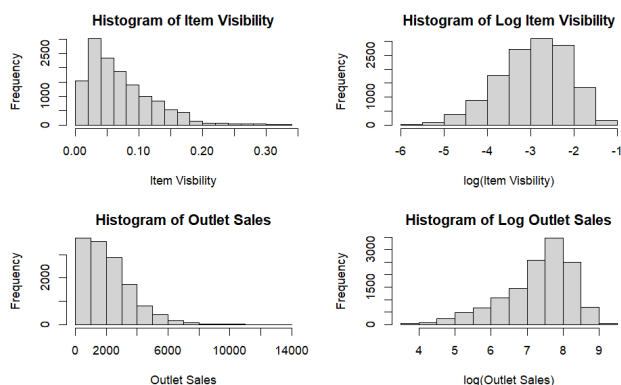 Histogram of Item Visibility
Frequency
0 1000 2500
0.00 0.10 0.20 0.30
Item Visbility
Histogram of Log Item Visibility
Frequency
0 1000 2500
-6 -5 -4 -3 -2 -1
log(Item Visbility)
Histogram of Outlet Sales
Frequency
0 2000
0 2000 6000 10000 14000
Outlet Sales
Histogram of Log Outlet Sales
Frequency
0 1500 3000
4 5 6 7 8 9
log(Outlet Sales)